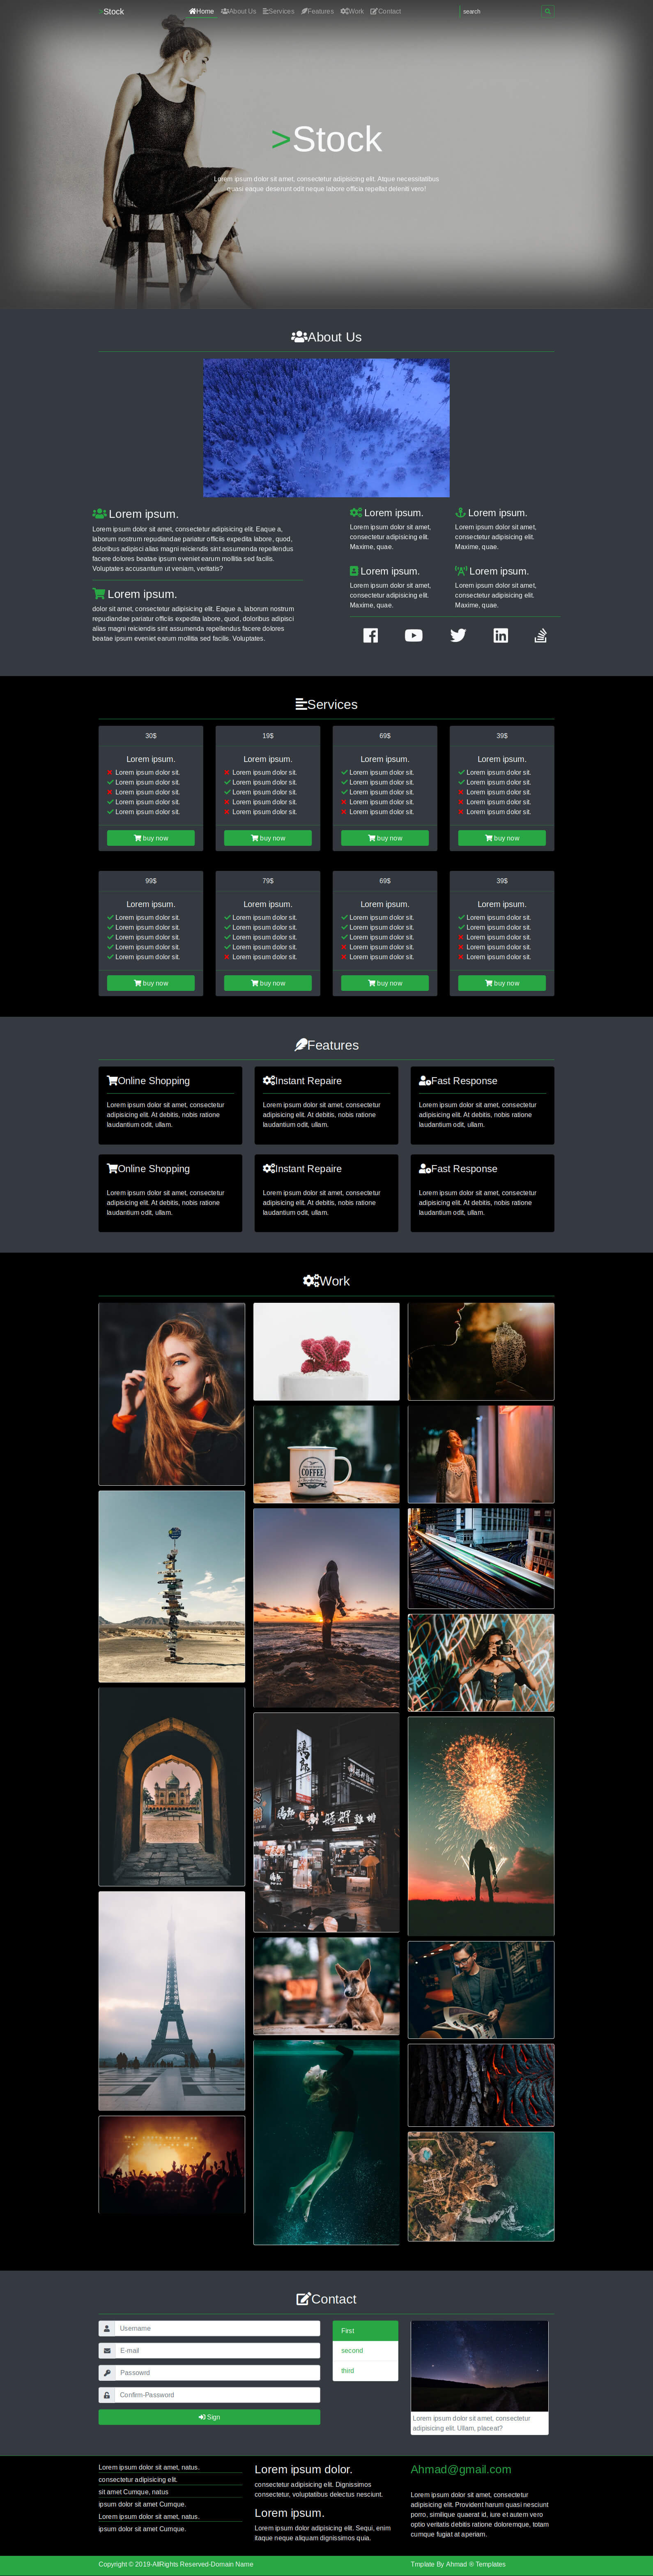 >Stock
Home About Us Services Features Work Contact
search
>Stock
Lorem ipsum dolor sit amet, consectetur adipisicing elit. Atque necessitatibus
quasi eaque deserunt odit neque labore officia repellat deleniti vero!
About Us
Lorem ipsum.
Lorem ipsum dolor sit amet, consectetur adipisicing elit. Eaque a,
laborum nostrum repudiandae pariatur officiis expedita labore, quod,
doloribus adipisci alias magni reiciendis sint assumenda repellendus
facere dolores beatae ipsum eveniet earum mollitia sed facilis.
Voluptates accusantium ut veniam, veritatis?
Lorem ipsum.
dolor sit amet, consectetur adipisicing elit. Eaque a, laborum nostrum
repudiandae pariatur officiis expedita labore, quod, doloribus adipisci
alias magni reiciendis sint assumenda repellendus facere dolores
beatae ipsum eveniet earum mollitia sed facilis. Voluptates.
Lorem ipsum.
Lorem ipsum dolor sit amet,
consectetur adipisicing elit.
Maxime, quae.
Lorem ipsum.
Lorem ipsum dolor sit amet,
consectetur adipisicing elit.
Maxime, quae.
Lorem ipsum.
Lorem ipsum dolor sit amet,
consectetur adipisicing elit.
Maxime, quae.
Lorem ipsum.
Lorem ipsum dolor sit amet,
consectetur adipisicing elit.
Maxime, quae.
Services
30$
Lorem ipsum.
Lorem ipsum dolor sit.
Lorem ipsum dolor sit.
Lorem ipsum dolor sit.
Lorem ipsum dolor sit.
Lorem ipsum dolor sit.
buy now
19$
Lorem ipsum.
Lorem ipsum dolor sit.
Lorem ipsum dolor sit.
Lorem ipsum dolor sit.
Lorem ipsum dolor sit.
Lorem ipsum dolor sit.
buy now
69$
Lorem ipsum.
Lorem ipsum dolor sit.
Lorem ipsum dolor sit.
Lorem ipsum dolor sit.
Lorem ipsum dolor sit.
Lorem ipsum dolor sit.
buy now
39$
Lorem ipsum.
Lorem ipsum dolor sit.
Lorem ipsum dolor sit.
Lorem ipsum dolor sit.
Lorem ipsum dolor sit.
Lorem ipsum dolor sit.
buy now
99$
Lorem ipsum.
Lorem ipsum dolor sit.
Lorem ipsum dolor sit.
Lorem ipsum dolor sit.
Lorem ipsum dolor sit.
Lorem ipsum dolor sit.
buy now
79$
Lorem ipsum.
Lorem ipsum dolor sit.
Lorem ipsum dolor sit.
Lorem ipsum dolor sit.
Lorem ipsum dolor sit.
Lorem ipsum dolor sit.
buy now
69$
Lorem ipsum.
Lorem ipsum dolor sit.
Lorem ipsum dolor sit.
Lorem ipsum dolor sit.
Lorem ipsum dolor sit.
Lorem ipsum dolor sit.
buy now
39$
Lorem ipsum.
Lorem ipsum dolor sit.
Lorem ipsum dolor sit.
Lorem ipsum dolor sit.
Lorem ipsum dolor sit.
Lorem ipsum dolor sit.
buy now
Features
Online Shopping
Lorem ipsum dolor sit amet, consectetur
adipisicing elit. At debitis, nobis ratione
laudantium odit, ullam.
Instant Repaire
Lorem ipsum dolor sit amet, consectetur
adipisicing elit. At debitis, nobis ratione
laudantium odit, ullam.
Fast Response
Lorem ipsum dolor sit amet, consectetur
adipisicing elit. At debitis, nobis ratione
laudantium odit, ullam.
Online Shopping
Lorem ipsum dolor sit amet, consectetur
adipisicing elit. At debitis, nobis ratione
laudantium odit, ullam.
Instant Repaire
Lorem ipsum dolor sit amet, consectetur
adipisicing elit. At debitis, nobis ratione
laudantium odit, ullam.
Fast Response
Lorem ipsum dolor sit amet, consectetur
adipisicing elit. At debitis, nobis ratione
laudantium odit, ullam.
Work
COFFEE
Contact
Username
E-mail
Passowrd
Confirm-Password
Sign
First
second
third
Lorem ipsum dolor sit amet, consectetur
adipisicing elit. Ullam, placeat?
Lorem ipsum dolor sit amet, natus.
consectetur adipisicing elit.
sit amet Cumque, natus
ipsum dolor sit amet Cumque.
Lorem ipsum dolor sit amet, natus.
ipsum dolor sit amet Cumque.
Lorem ipsum dolor.
consectetur adipisicing elit. Dignissimos
consectetur, voluptatibus delectus nesciunt.
Lorem ipsum.
Lorem ipsum dolor adipisicing elit. Sequi, enim
itaque neque aliquam dignissimos quia.
Ahmad@gmail.com
Lorem ipsum dolor sit amet, consectetur
adipisicing elit. Provident harum quasi nesciunt
porro, similique quaerat id, iure et autem vero
optio veritatis debitis ratione doloremque, totam
cumque fugiat at aperiam.
Copyright © 2019-AllRights Reserved-Domain Name
Tmplate By Ahmad ® Templates